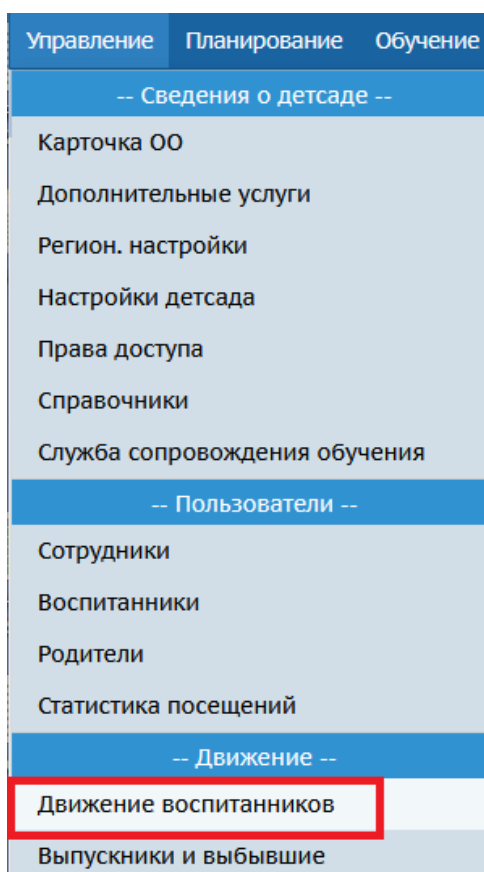 Управление Планирование Обучение
-- Сведения о детсаде --
Карточка ОО
Дополнительные услуги
Регион. настройки
Настройки детсада
Права доступа
Справочники
Служба сопровождения обучения
-- Пользователи --
Сотрудники
Воспитанники
Родители
Статистика посещений
-- Движение --
Движение воспитанников
Выпускники и выбывшие